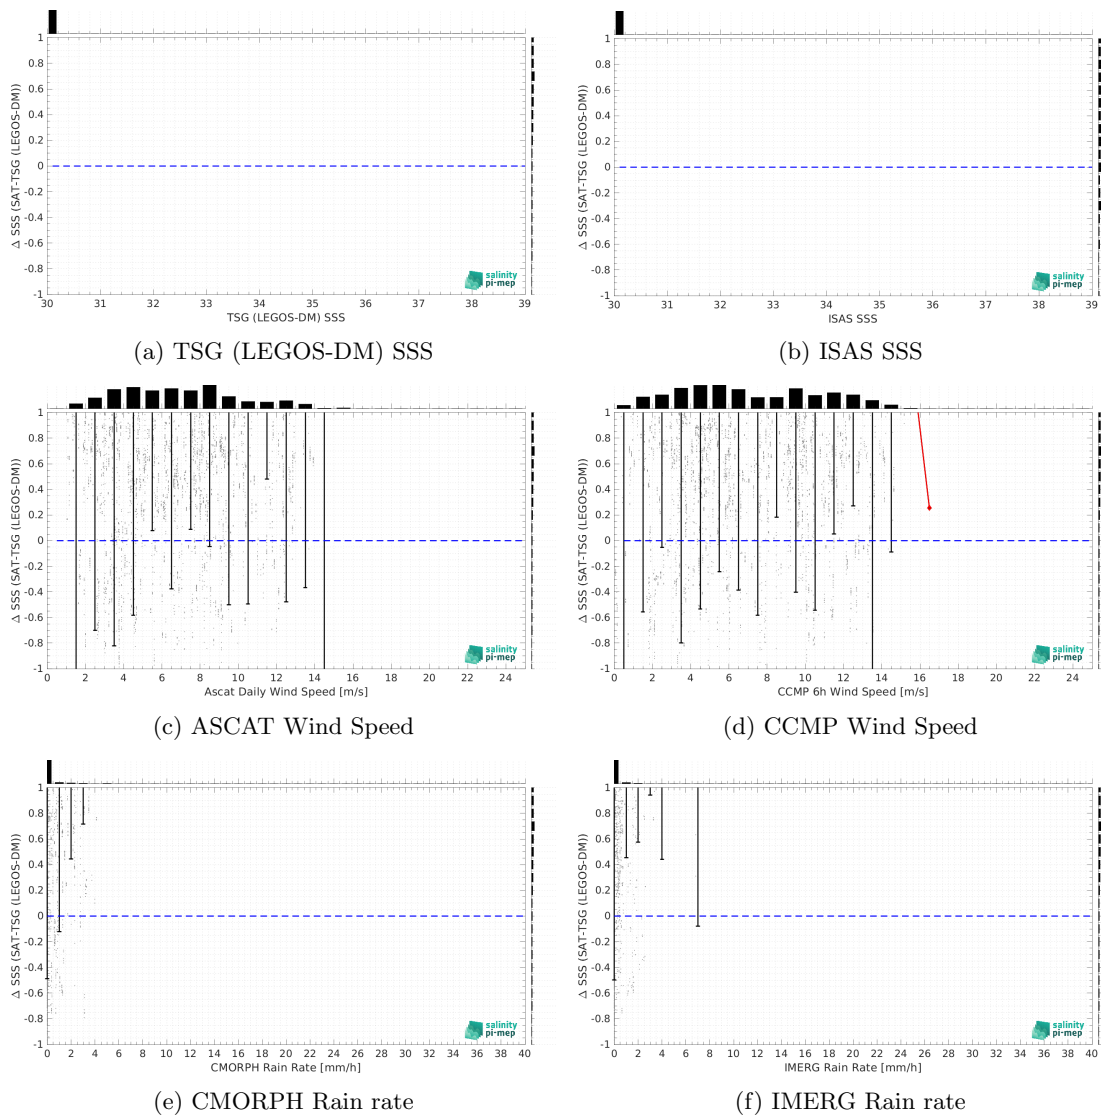 1
0.8
0.6
0.4
0.2
0
-0.2
-0.4
-0.6
-0.8
-1
Δ SSS (SAT-TSG (LEGOS-DM))
30 31 32 33 34 35 36 37 38 39
TSG (LEGOS-DM) SSS
salinity
pi-mep
(a) TSG (LEGOS-DM) SSS
1
0.8
0.6
0.4
0.2
0
-0.2
-0.4
-0.6
-0.8
-1
Δ SSS (SAT-TSG (LEGOS-DM))
30 31 32 33 34 35 36 37 38 39
ISAS SSS
salinity
pi-mep
(b) ISAS SSS
1
0.8
0.6
0.4
0.2
0
-0.2
-0.4
-0.6
-0.8
-1
Δ SSS (SAT-TSG (LEGOS-DM))
0 2 4 6 8 10 12 14 16 18 20 22 24
Ascat Daily Wind Speed [m/s]
salinity
pi-mep
(c) ASCAT Wind Speed
1
0.8
0.6
0.4
0.2
0
-0.2
-0.4
-0.6
-0.8
-1
Δ SSS (SAT-TSG (LEGOS-DM))
0 2 4 6 8 10 12 14 16 18 20 22 24
CCMP 6h Wind Speed [m/s]
salinity
pi-mep
(d) CCMP Wind Speed
1
0.8
0.6
0.4
0.2
0
-0.2
-0.4
-0.6
-0.8
-1
Δ SSS (SAT-TSG (LEGOS-DM))
0 2 4 6 8 10 12 14 16 18 20 22 24 26 28 30 32 34 36 38 40
CMORPH Rain Rate [mm/h]
salinity
pi-mep
(e) CMORPH Rain rate
1
0.8
0.6
0.4
0.2
0
-0.2
-0.4
-0.6
-0.8
-1
Δ SSS (SAT-TSG (LEGOS-DM))
0 2 4 6 8 10 12 14 16 18 20 22 24 26 28 30 32 34 36 38 40
IMERG Rain Rate [mm/h]
salinity
pi-mep
(f) IMERG Rain rate